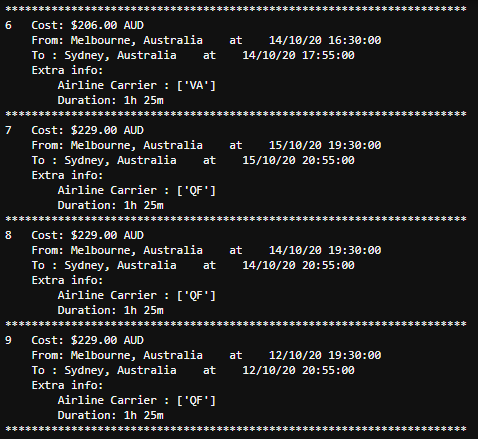 **********************************************************************
6 Cost: $206.00 AUD
From: Melbourne, Australia at 14/10/20 16:30:00
To : Sydney, Australia at 14/10/20 17:55:00
Extra info:
Airline Carrier : ['VA']
Duration: 1h 25m
**********************************************************************
7 Cost: $229.00 AUD
From: Melbourne, Australia at 15/10/20 19:30:00
To : Sydney, Australia at 15/10/20 20:55:00
Extra info:
Airline Carrier : ['QF']
Duration: 1h 25m
**********************************************************************
8 Cost: $229.00 AUD
From: Melbourne, Australia at 14/10/20 19:30:00
To : Sydney, Australia at 14/10/20 20:55:00
Extra info:
Airline Carrier : ['QF']
Duration: 1h 25m
**********************************************************************
9 Cost: $229.00 AUD
From: Melbourne, Australia at 12/10/20 19:30:00
To : Sydney, Australia at 12/10/20 20:55:00
Extra info:
Airline Carrier : ['QF']
Duration: 1h 25m
**********************************************************************